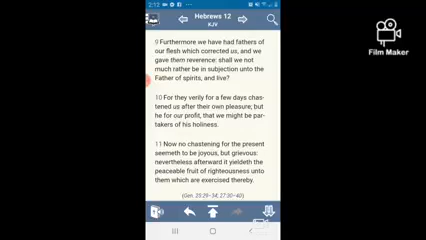 2:12
Hebrews 12
KJV
Film Maker
9 Furthermore we have had fathers of
our flesh which corrected us, and we
gave them reverence: shall we
not much rather be in subjection unto the
Father of spirits, and live?
10 For they verily for a few days chas-
tened us after their own pleasure; but
he for our profit, that we might be par-
takers of his holiness.
11 Now no chastening for the present
seemeth to be joyous, but grievous:
nevertheless afterward it yieldeth the
peaceable fruit of righteousness unto
them which are exercised thereby.
(Gen. 25:29-34; 27:30-40)